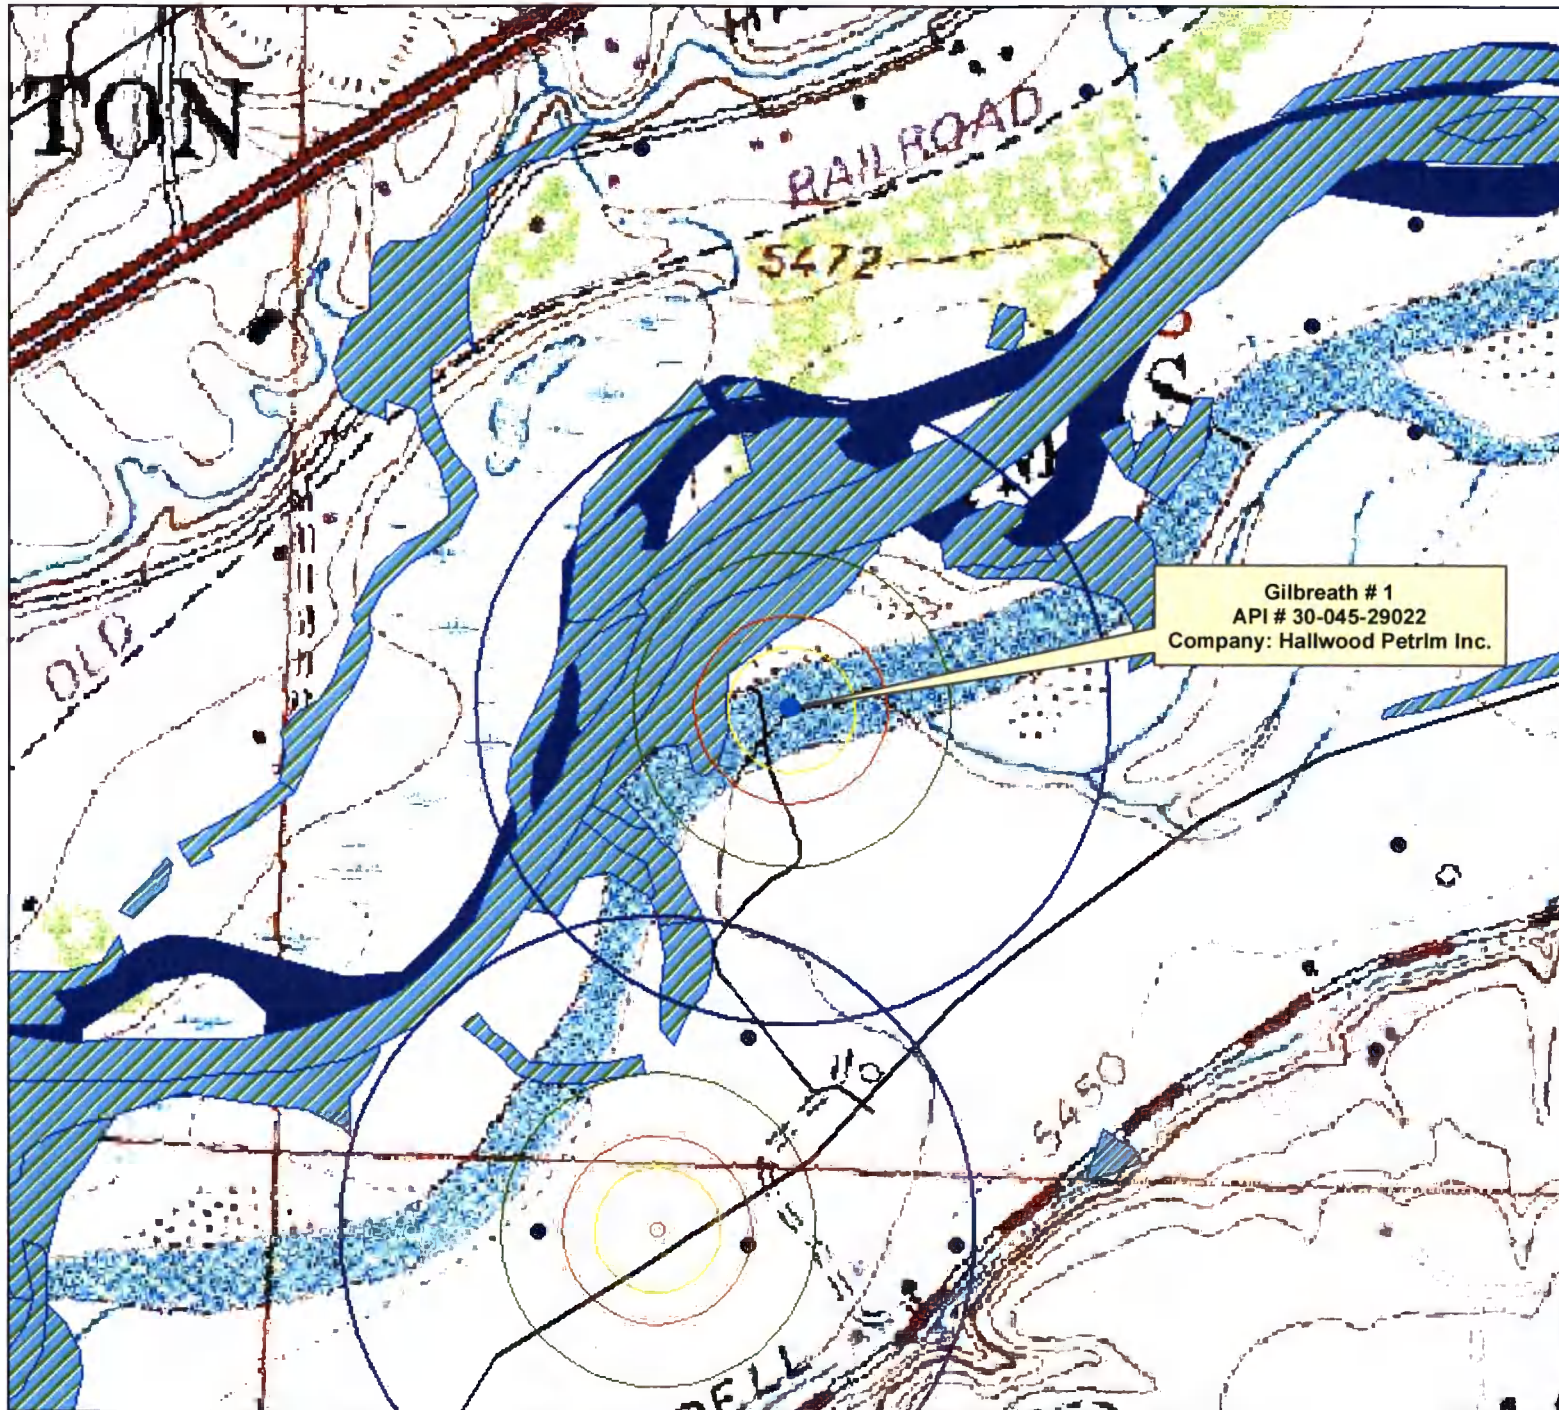 TON
RAILROAD
5472
S
Gilbreath # 1
API # 30-045-29022
Company: Hallwood Petrlm Inc.
OLD
5450